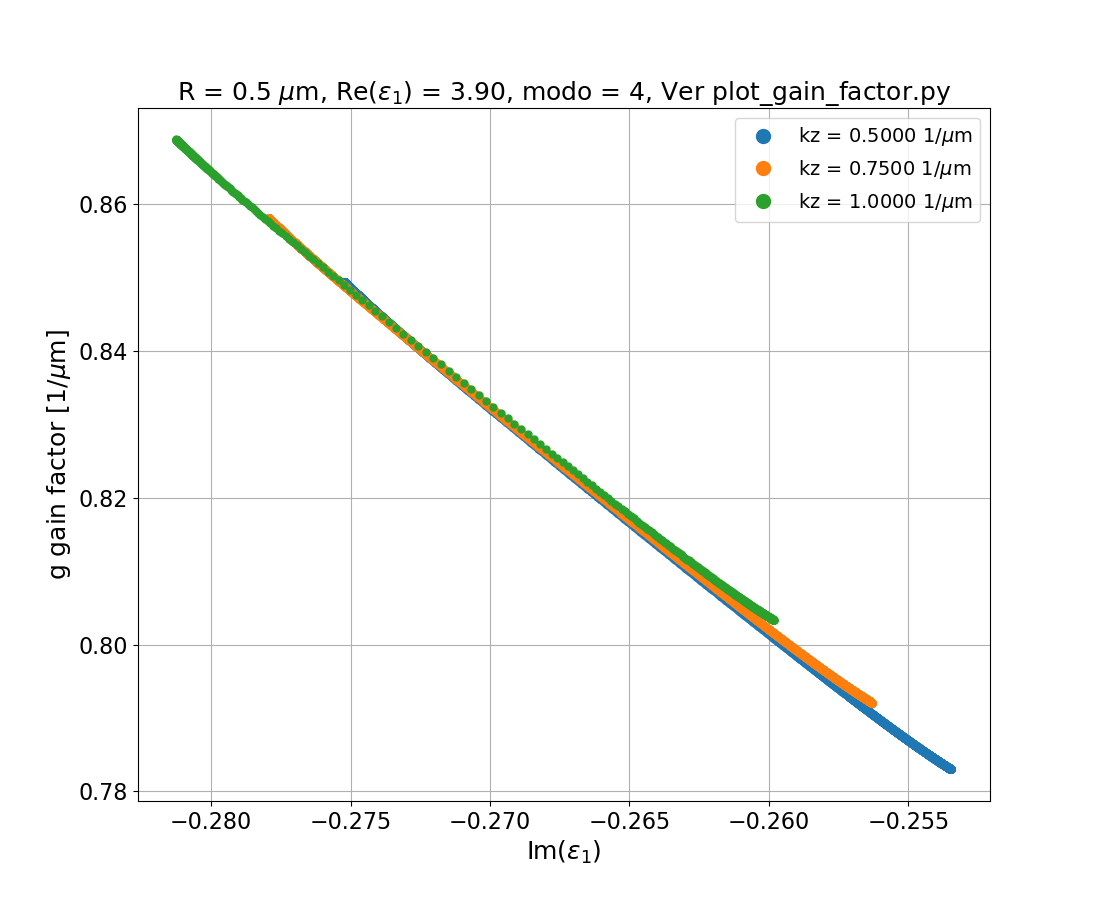 R = 0.5 μm, Re(ε₁) = 3.90, modo = 4, Ver plot_gain_factor.py
kz = 0.5000 1/μm
kz = 0.7500 1/μm
kz = 1.0000 1/μm
g gain factor [1/μm]
0.86
0.84
0.82
0.80
0.78
−0.280 −0.275 −0.270 −0.265 −0.260 −0.255
Im(ε₁)